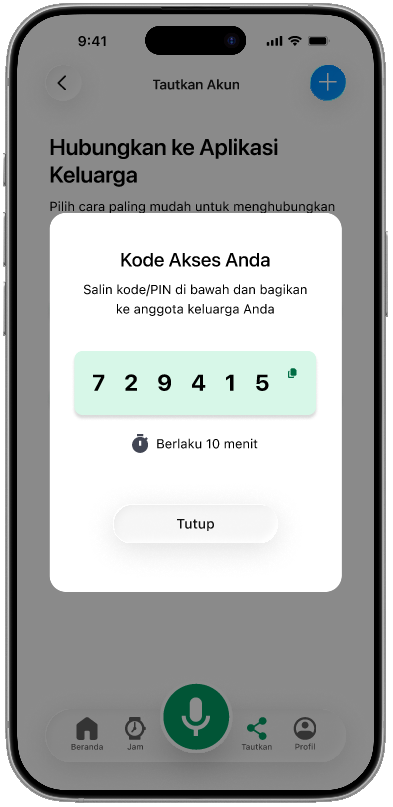 9:41
Tautkan Akun
Hubungkan ke Aplikasi
Keluarga
Pilih cara paling mudah untuk menghubungkan
Kode Akses Anda
Salin kode/PIN di bawah dan bagikan
ke anggota keluarga Anda
7 2 9 4 1 5
Berlaku 10 menit
Tutup
Beranda Jam Tautkan Profil